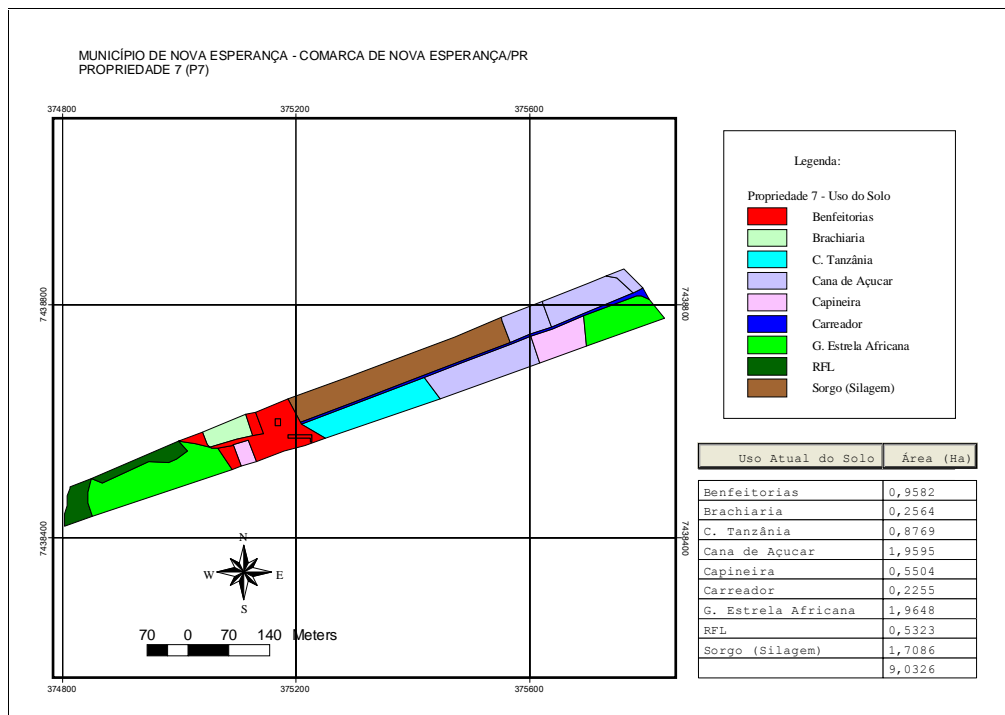 MUNICÍPIO DE NOVA ESPERANÇA - COMARCA DE NOVA ESPERANÇA/PR
PROPRIEDADE 7 (P7)
374800 375200 375600
7438800 7438800
7438400 7438400
374800 375200 375600
N
W E
S
70 0 70 140 Meters
Legenda:
Propriedade 7 - Uso do Solo
Benfeitorias
Brachiaria
C. Tanzânia
Cana de Açucar
Capineira
Carreador
G. Estrela Africana
RFL
Sorgo (Silagem)
Uso Atual do Solo Área (Ha)
Benfeitorias 0,9582
Brachiaria 0,2564
C. Tanzânia 0,8769
Cana de Açucar 1,9595
Capineira 0,5504
Carreador 0,2255
G. Estrela Africana 1,9648
RFL 0,5323
Sorgo (Silagem) 1,7086
9,0326